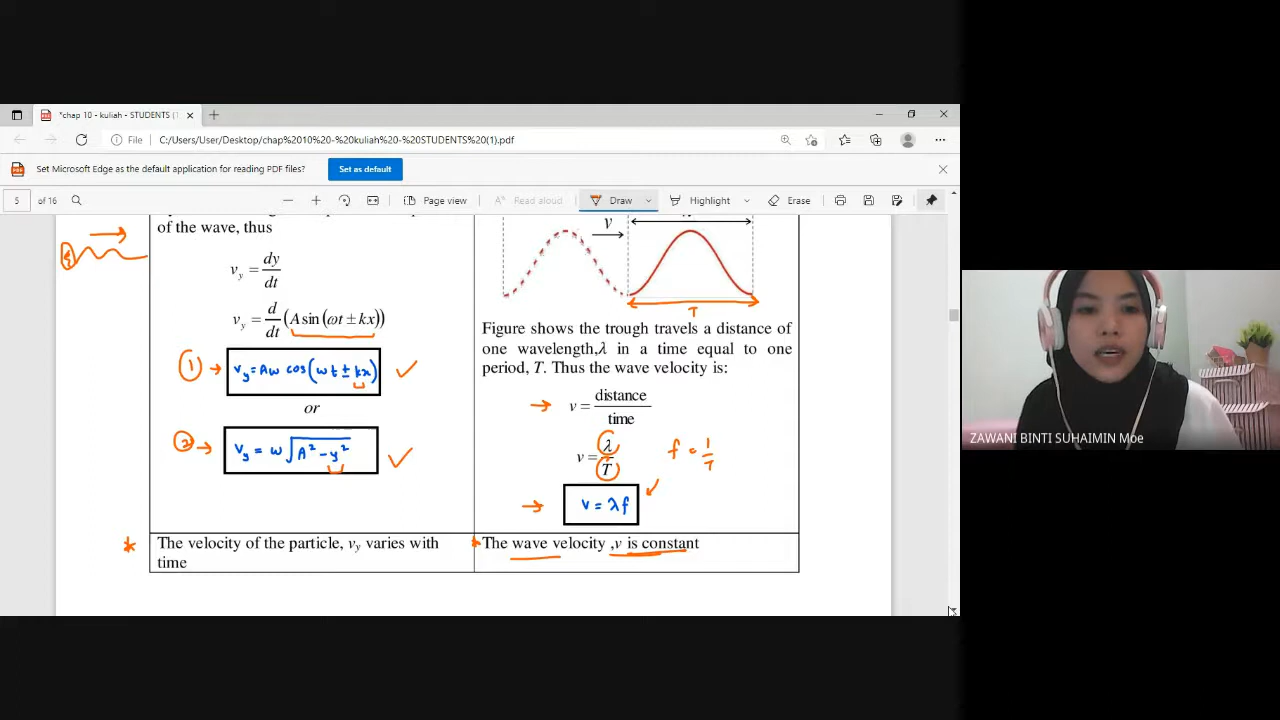 *chap 10 - kuliah - STUDENTS (1
File C:/Users/User/Desktop/chap%2010%20-%20kuliah%20-%20STUDENTS%20(1).pdf
Set Microsoft Edge as the default application for reading PDF files? Set as default
5 of 16 Page view Read aloud Draw Highlight Erase
of the wave, thus
v_y = dy/dt
v_y = d/dt (A sin (ωt ± kx))
① → v_y = Aω cos(ωt ± kx)
or
② → v_y = ω√(A² − y²)
* The velocity of the particle, v_y varies with
time
v
T
Figure shows the trough travels a distance of
one wavelength,λ in a time equal to one
period, T. Thus the wave velocity is:
→ v = distance/time
v = λ/T f = 1/T
→ v = λf
* The wave velocity ,v is constant
ZAWANI BINTI SUHAIMIN Moe